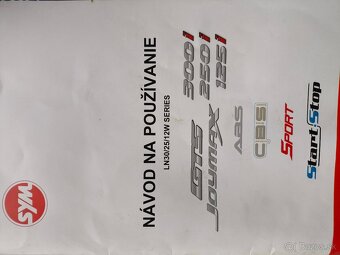 SYM
NÁVOD NA POUŽÍVANIE
LN30/25/12W SERIES
GTS 300i
JOYMAX 250i
125i
ABS
CBS
SPORT
Start&Stop